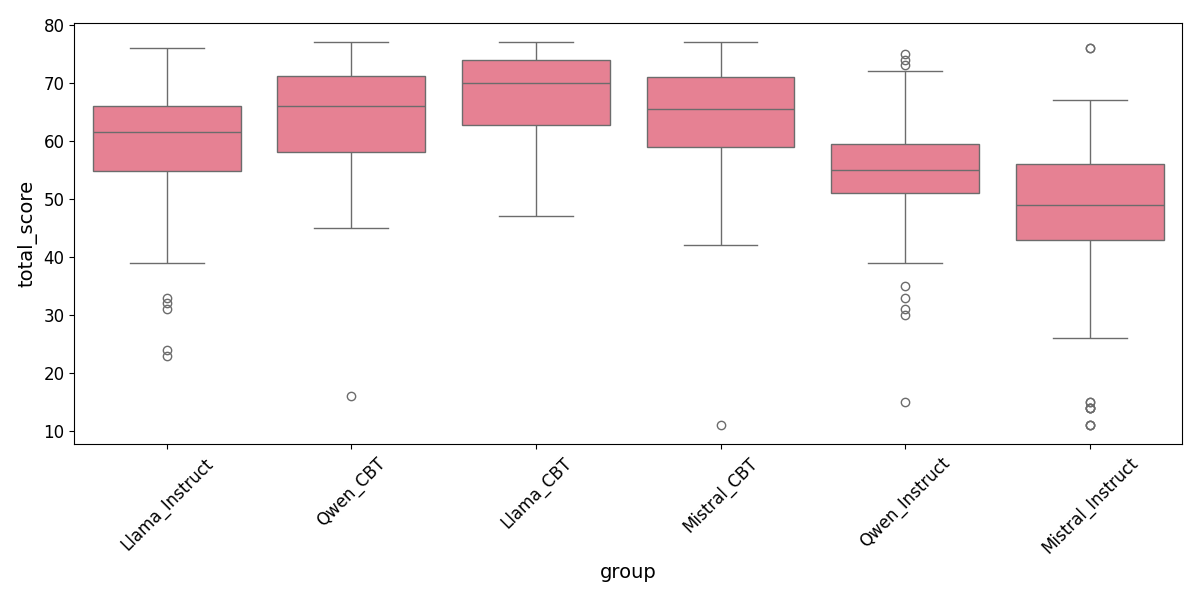 total_score
80
70
60
50
40
30
20
10
Llama_Instruct
Qwen_CBT
Llama_CBT
Mistral_CBT
Qwen_Instruct
Mistral_Instruct
group